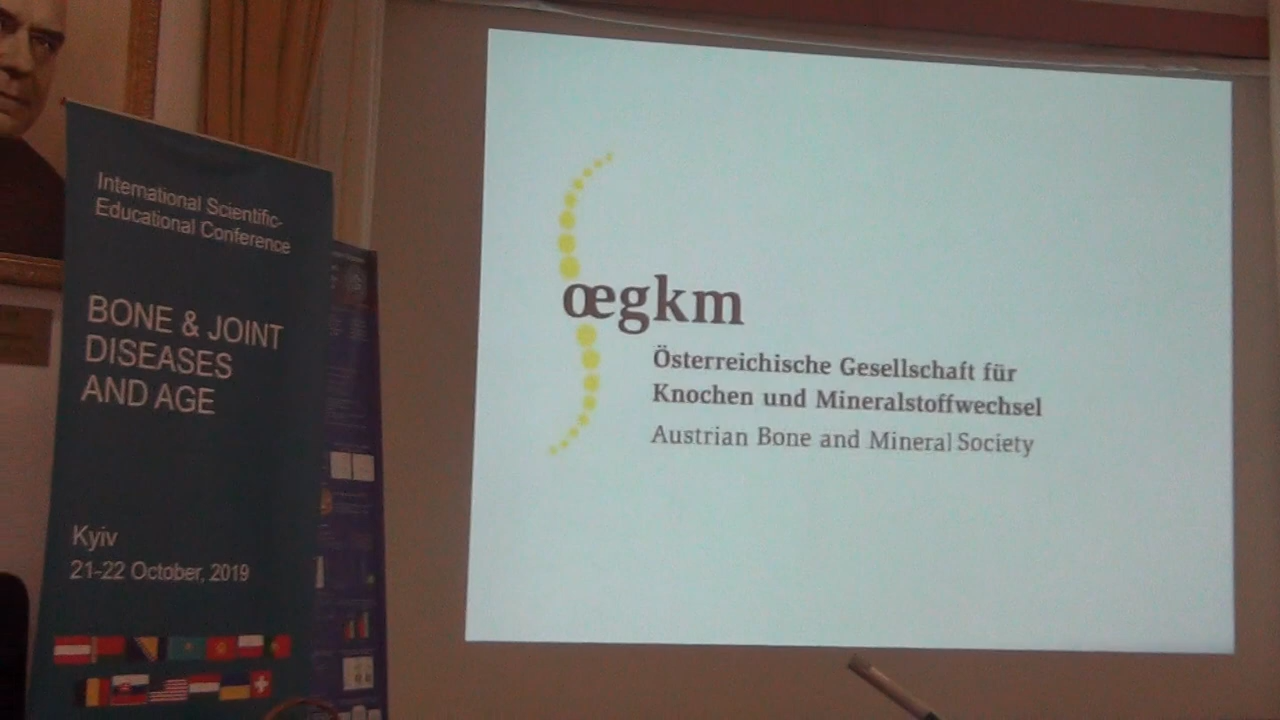 International Scientific-
Educational Conference
BONE & JOINT
DISEASES
AND AGE
Kyiv
21-22 October, 2019
œgkm
Österreichische Gesellschaft für
Knochen und Mineralstoffwechsel
Austrian Bone and Mineral Society